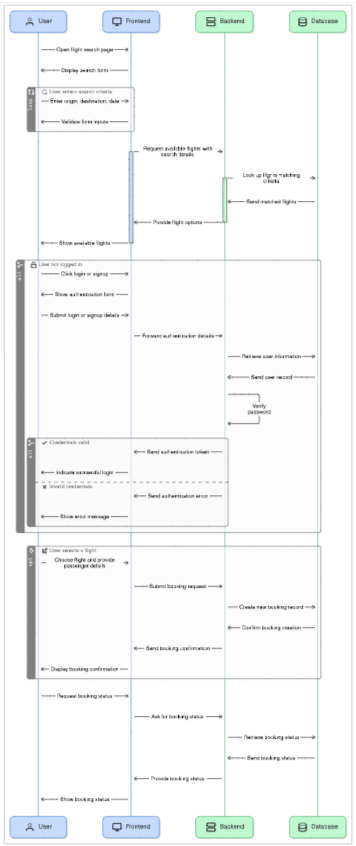 User Frontend Backend Database
Open flight search page
Display search form
User enters search criteria
Enter origin, destination, date
Validate form inputs
Request available flights with
search details
Look up flights matching
criteria
Send matched flights
Provide flight options
Show available flights
User not logged in
Click login or signup
Show authentication form
Submit login or signup details
Forward authentication details
Retrieve user information
Send user record
Verify
password
Credentials valid
Send authentication token
Indicate successful login
Invalid credentials
Send authentication error
Show error message
User selects a flight
Choose flight and provide
passenger details
Submit booking request
Create new booking record
Confirm booking creation
Send booking confirmation
Display booking confirmation
Request booking status
Ask for booking status
Retrieve booking status
Send booking status
Provide booking status
Show booking status
User Frontend Backend Database